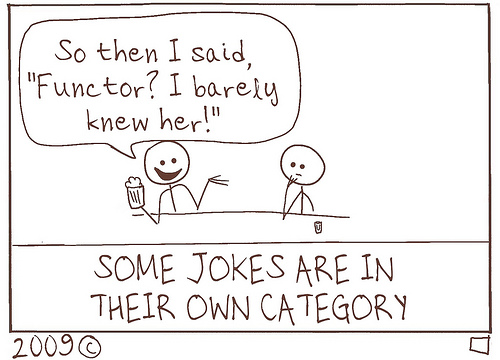 So then I said,
"Functor? I barely
knew her!"
SOME JOKES ARE IN
THEIR OWN CATEGORY
2009©